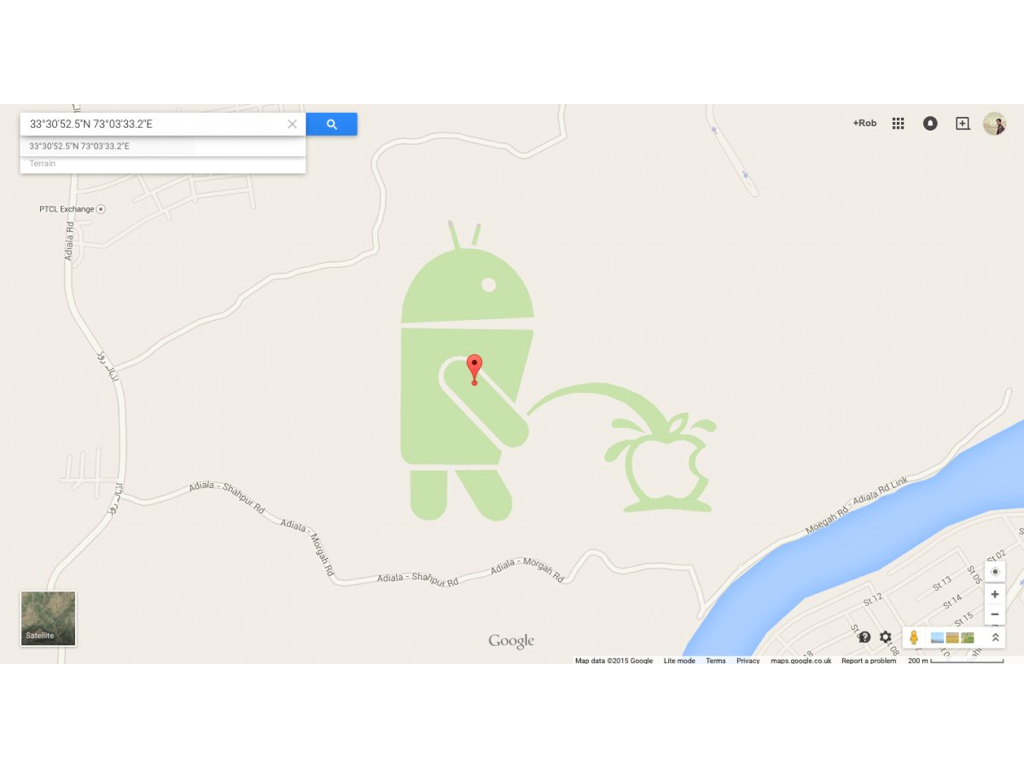 33°30'52.5"N 73°03'33.2"E
33°30'52.5"N 73°03'33.2"E
Terrain
+Rob
PTCL Exchange
Adiala Rd
Adiala - Shahpur Rd
Adiala - Morgah Rd
Adiala - Shahpur Rd
Adiala - Morgah Rd
Moegah Rd - Adiala Rd Link
St 02
St 05
St 13
St 12
St 14
St 15
Satellite
Google
Map data ©2015 Google Lite mode Terms Privacy maps.google.co.uk Report a problem 200 m